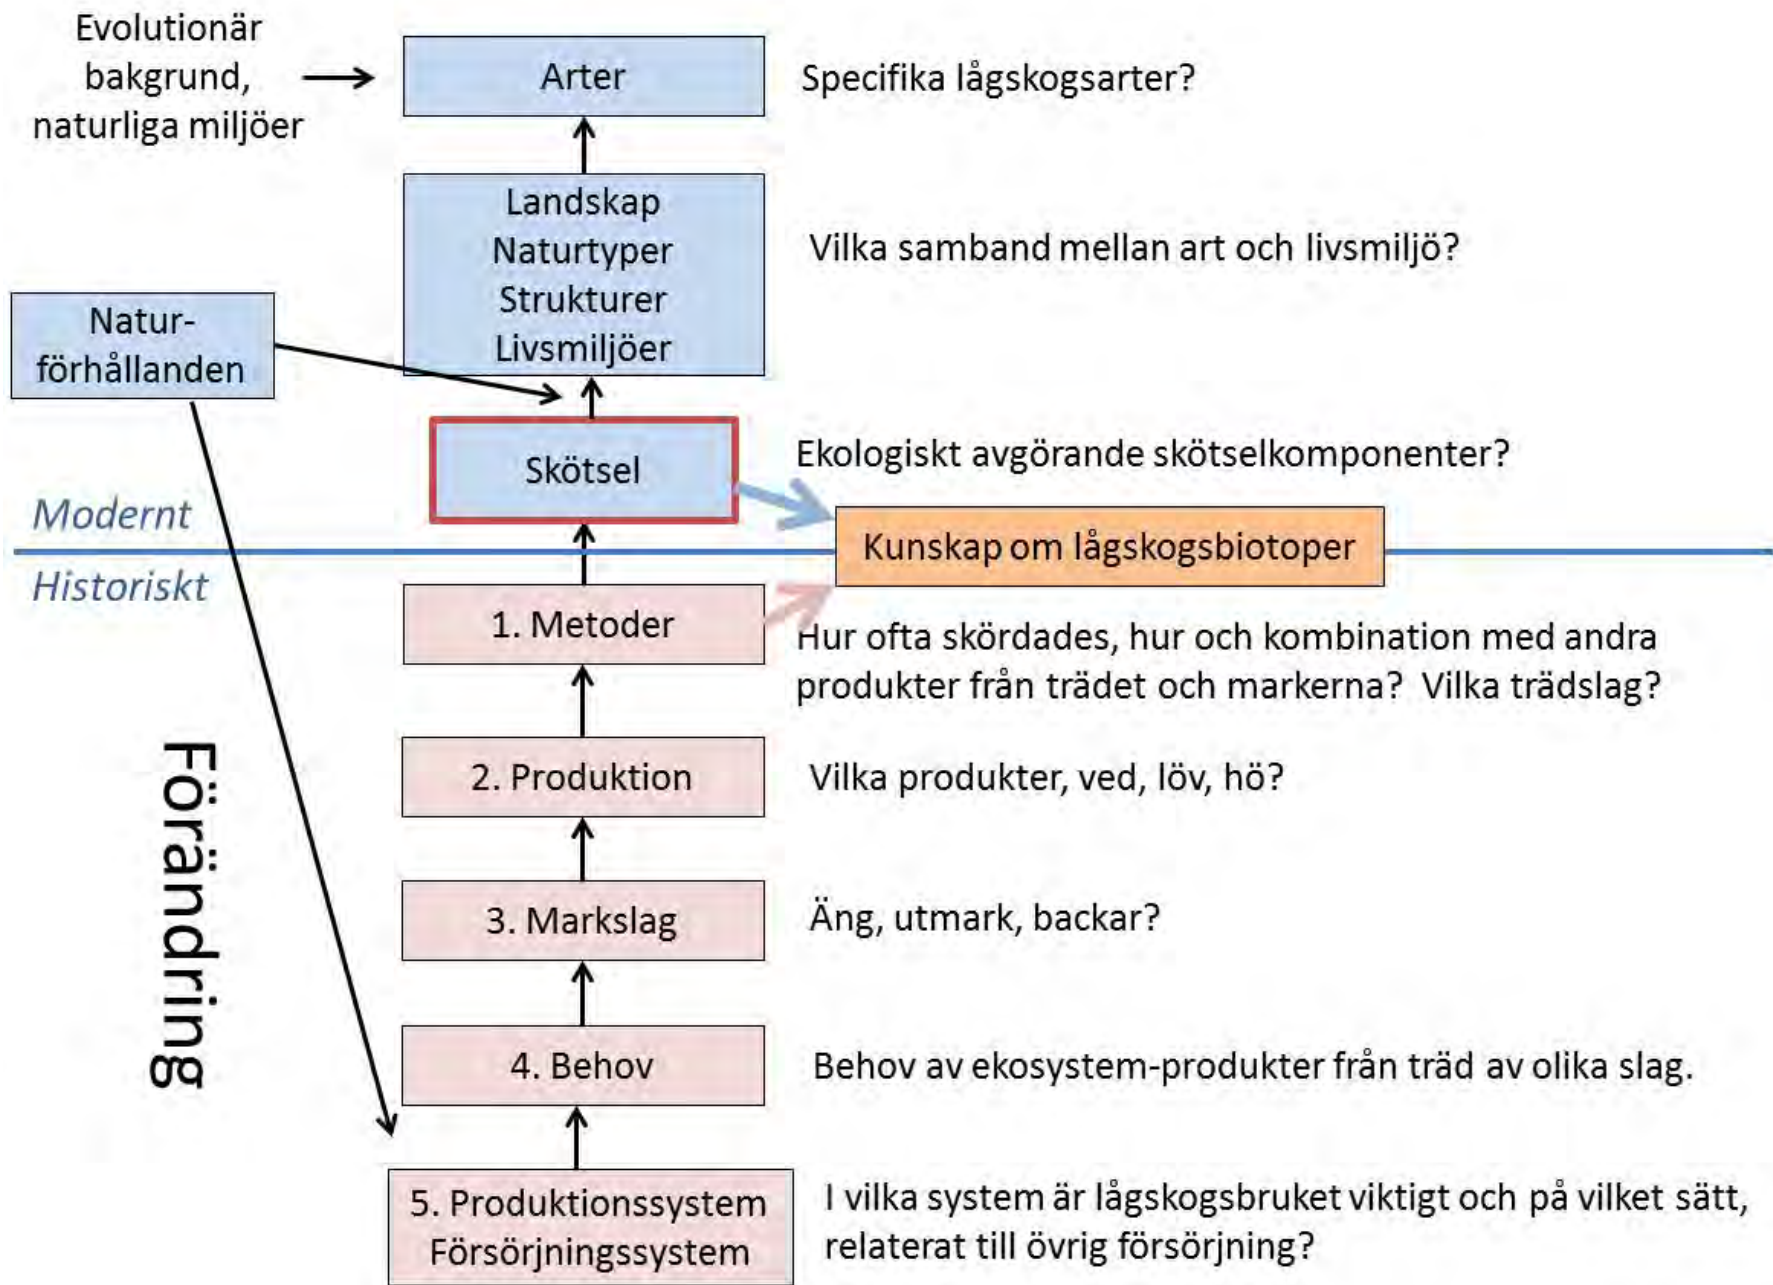 Evolutionär
bakgrund,
naturliga miljöer
Arter
Specifika lågskogsarter?
Landskap
Naturtyper
Strukturer
Livsmiljöer
Vilka samband mellan art och livsmiljö?
Natur-
förhållanden
Skötsel
Ekologiskt avgörande skötselkomponenter?
Modernt
Kunskap om lågskogsbiotoper
Historiskt
1. Metoder
Hur ofta skördades, hur och kombination med andra
produkter från trädet och markerna? Vilka trädslag?
Förändring
2. Produktion
Vilka produkter, ved, löv, hö?
3. Markslag
Äng, utmark, backar?
4. Behov
Behov av ekosystem-produkter från träd av olika slag.
5. Produktionssystem
Försörjningssystem
I vilka system är lågskogsbruket viktigt och på vilket sätt,
relaterat till övrig försörjning?